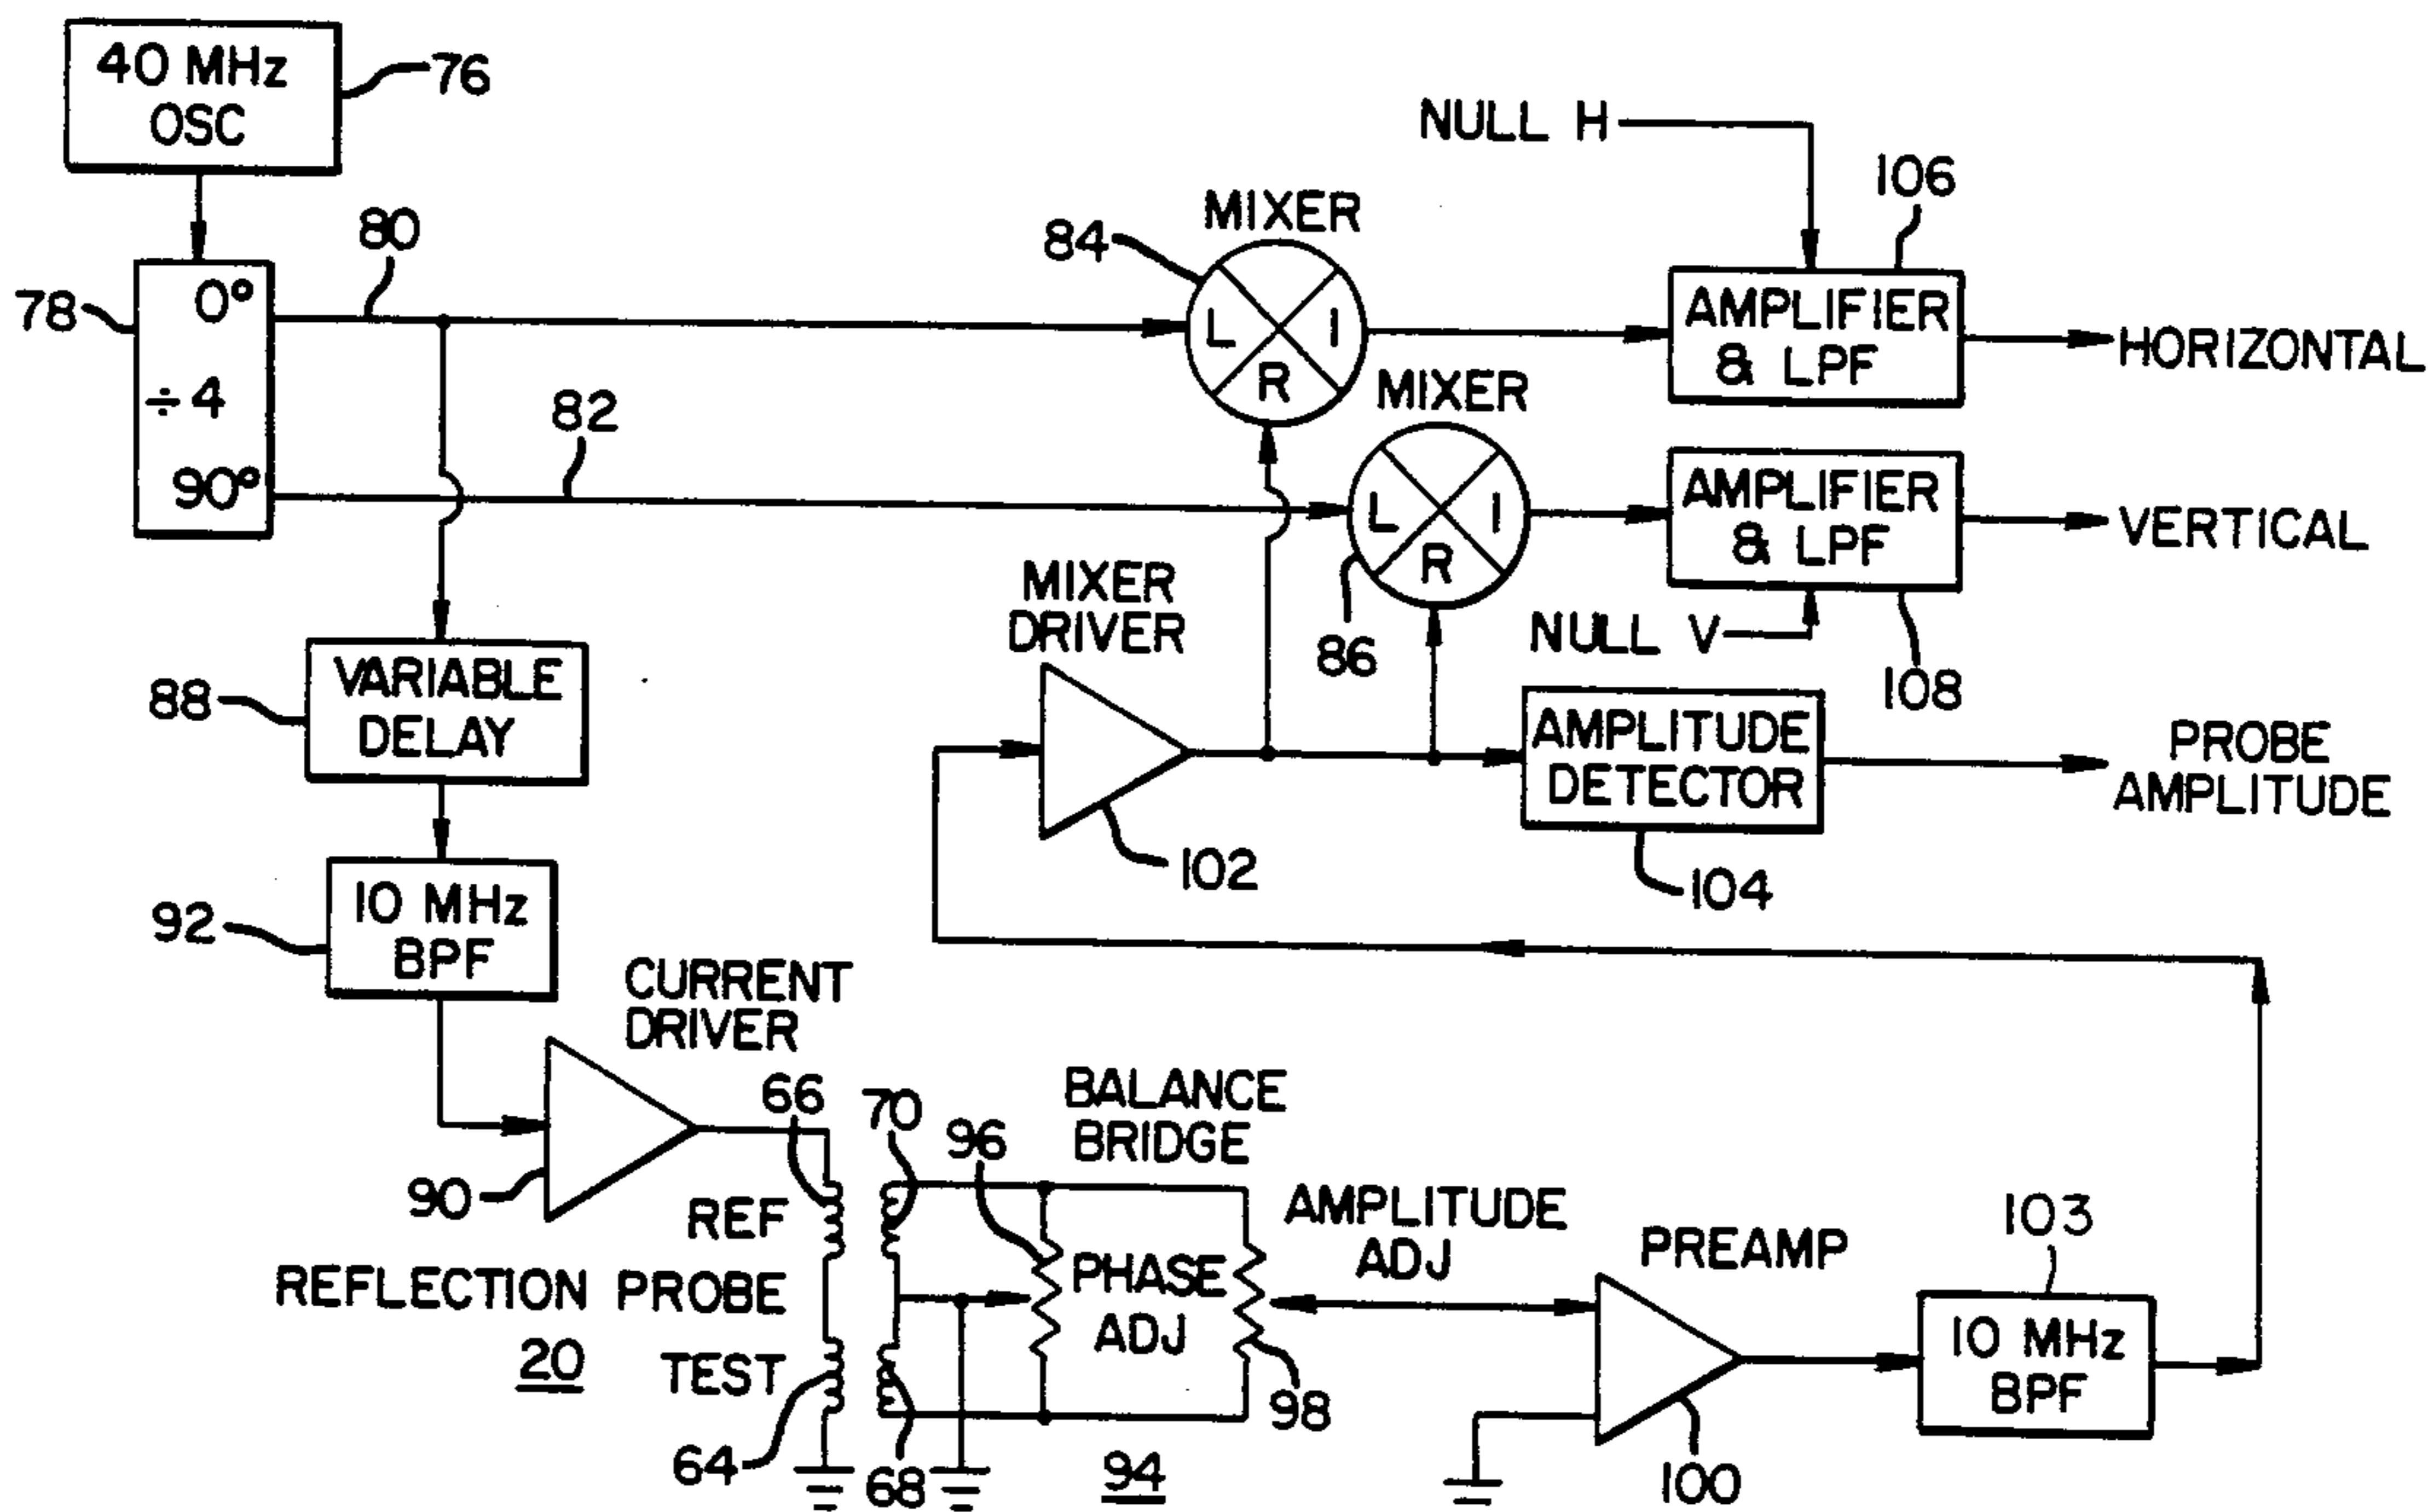 40 MHz
OSC
76
NULL H
106
MIXER
80
84
78
0°
L
I
R
AMPLIFIER
& LPF
HORIZONTAL
÷4
82
MIXER
90°
L
I
R
AMPLIFIER
& LPF
VERTICAL
MIXER
DRIVER
86
NULL V
108
88
VARIABLE
DELAY
AMPLITUDE
DETECTOR
PROBE
AMPLITUDE
102
104
92
10 MHz
BPF
CURRENT
DRIVER
66
70
96
BALANCE
BRIDGE
90
REF
AMPLITUDE
ADJ
PREAMP
103
REFLECTION PROBE
20
PHASE
ADJ
TEST
10 MHz
BPF
98
64
68
94
100